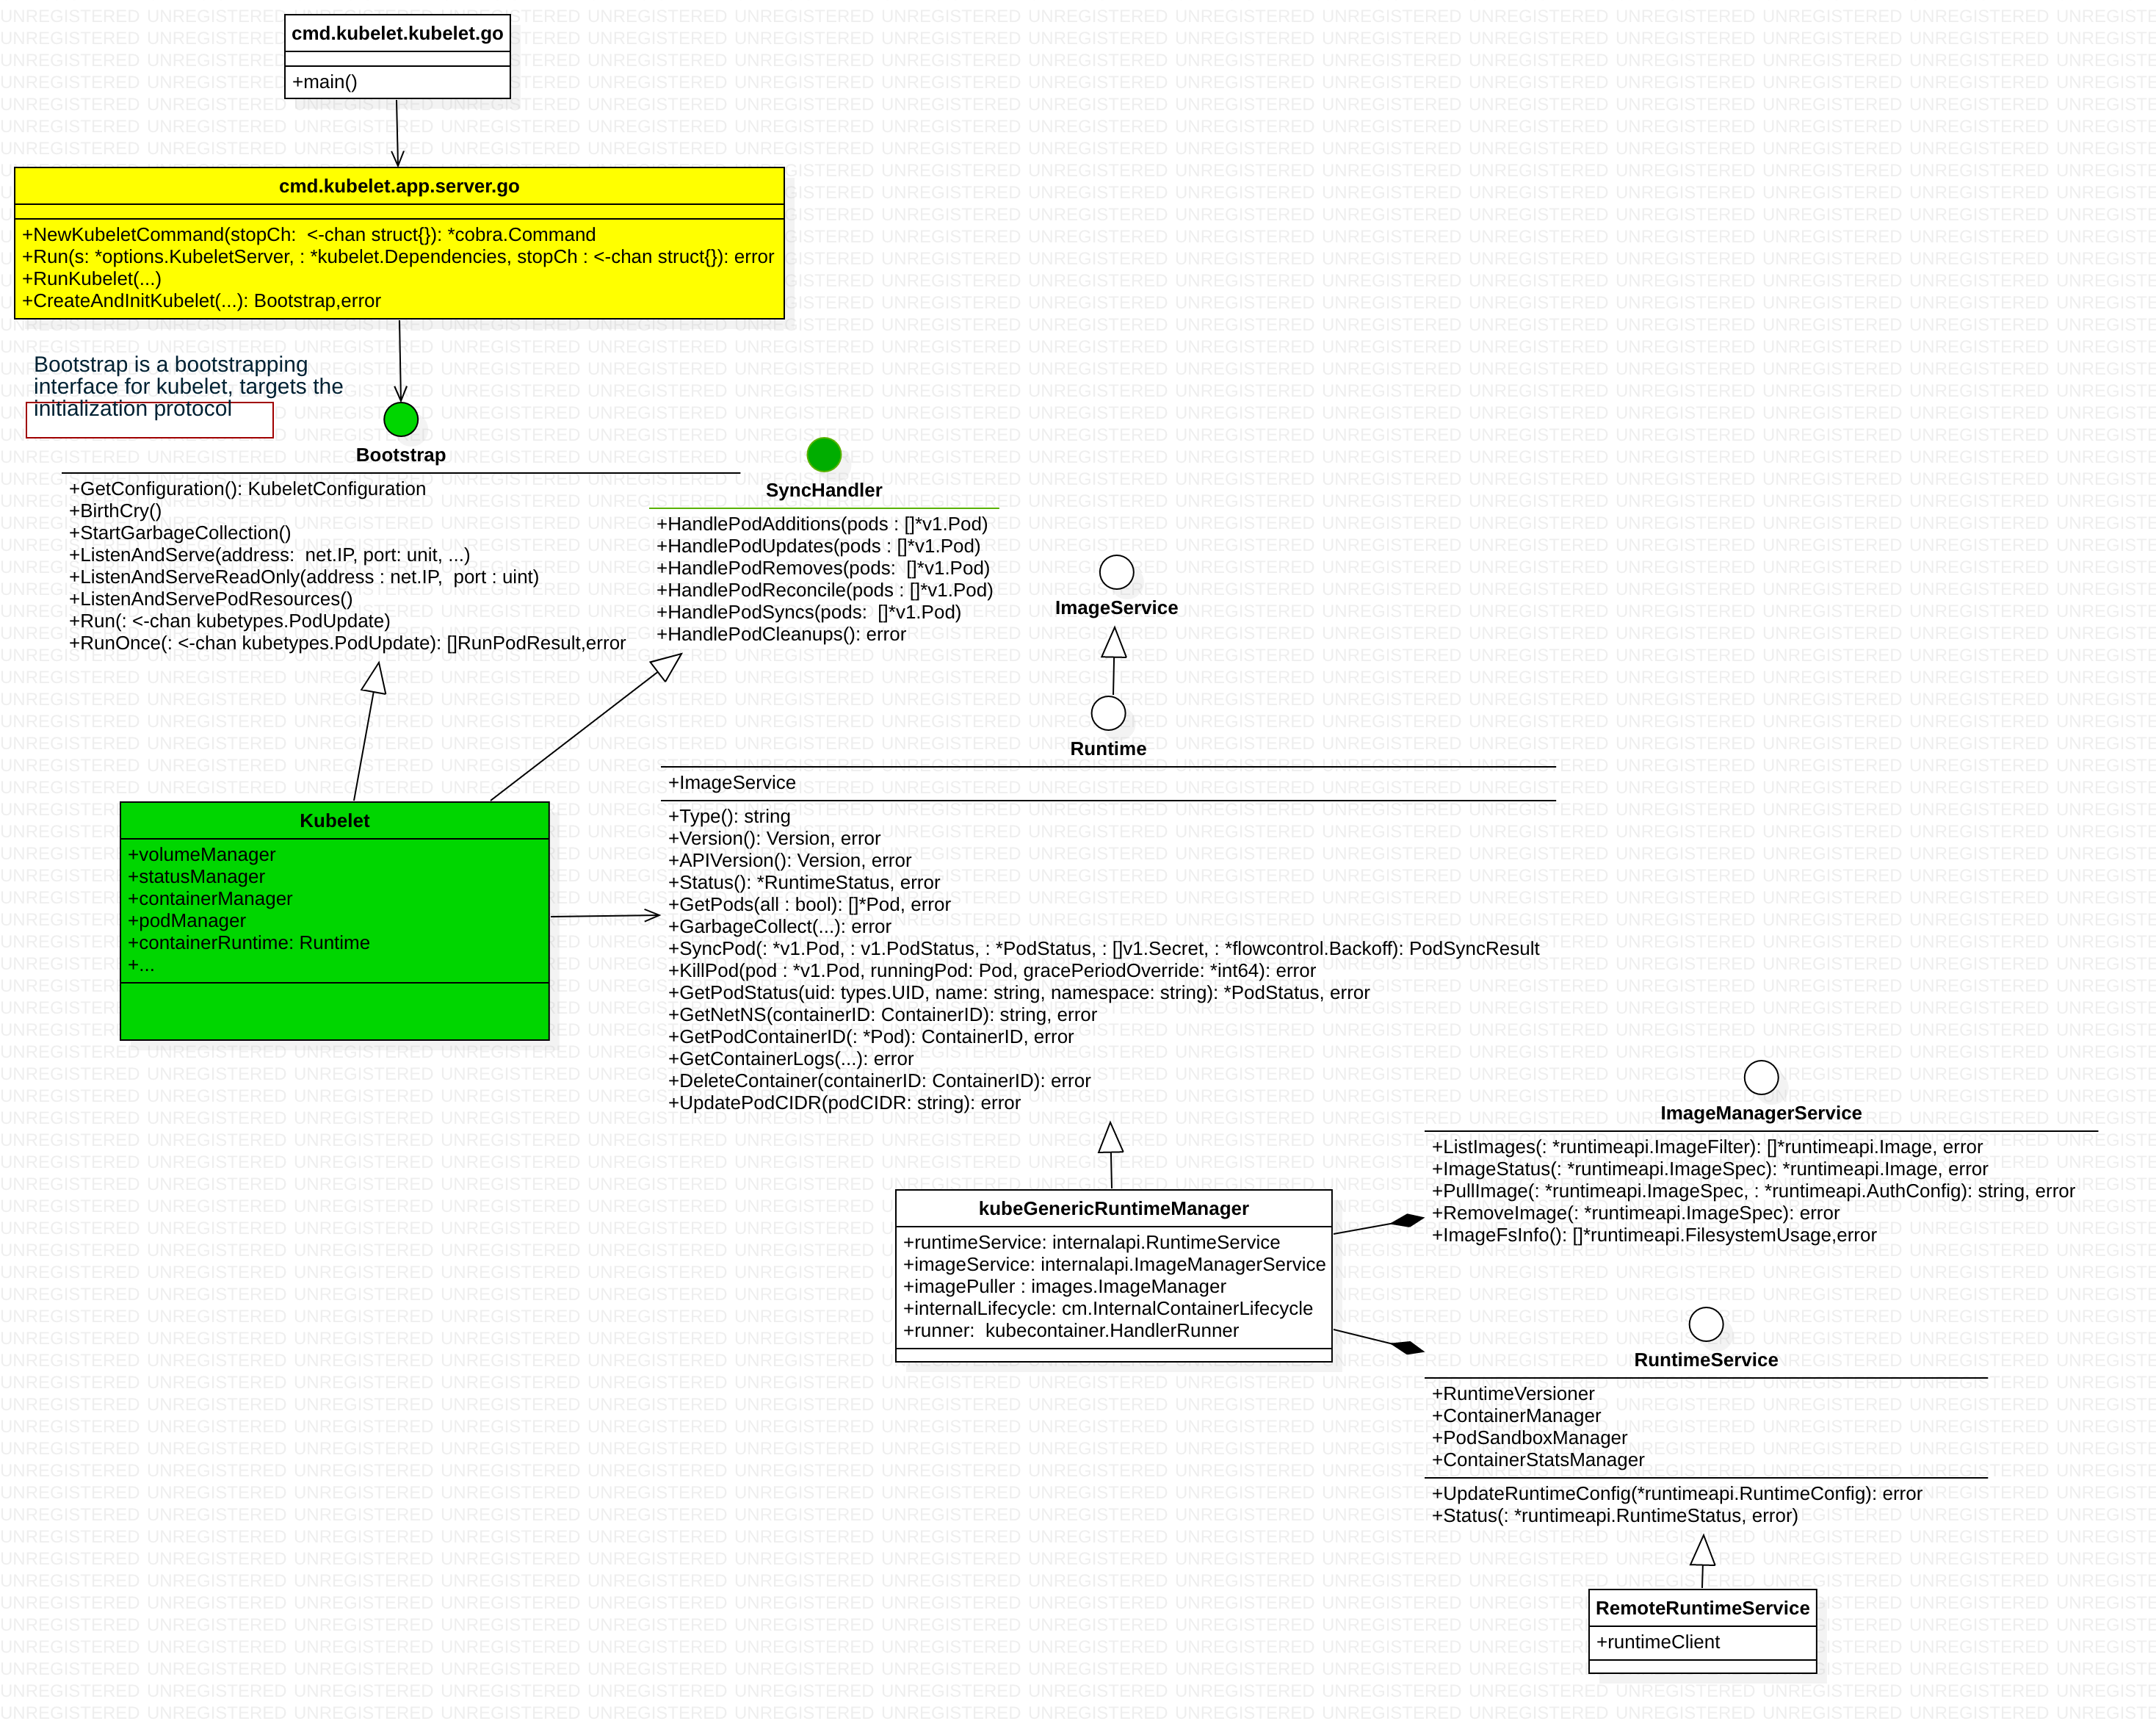 cmd.kubelet.kubelet.go
+main()
cmd.kubelet.app.server.go
+NewKubeletCommand(stopCh:  <-chan struct{}): *cobra.Command
+Run(s: *options.KubeletServer, : *kubelet.Dependencies, stopCh : <-chan struct{}): error
+RunKubelet(...)
+CreateAndInitKubelet(...): Bootstrap,error
Bootstrap is a bootstrapping
interface for kubelet, targets the
initialization protocol
Bootstrap
+GetConfiguration(): KubeletConfiguration
+BirthCry()
+StartGarbageCollection()
+ListenAndServe(address:  net.IP, port: unit, ...)
+ListenAndServeReadOnly(address : net.IP,  port : uint)
+ListenAndServePodResources()
+Run(: <-chan kubetypes.PodUpdate)
+RunOnce(: <-chan kubetypes.PodUpdate): []RunPodResult,error
SyncHandler
+HandlePodAdditions(pods : []*v1.Pod)
+HandlePodUpdates(pods : []*v1.Pod)
+HandlePodRemoves(pods:  []*v1.Pod)
+HandlePodReconcile(pods : []*v1.Pod)
+HandlePodSyncs(pods:  []*v1.Pod)
+HandlePodCleanups(): error
ImageService
Runtime
+ImageService
+Type(): string
+Version(): Version, error
+APIVersion(): Version, error
+Status(): *RuntimeStatus, error
+GetPods(all : bool): []*Pod, error
+GarbageCollect(...): error
+SyncPod(: *v1.Pod, : v1.PodStatus, : *PodStatus, : []v1.Secret, : *flowcontrol.Backoff): PodSyncResult
+KillPod(pod : *v1.Pod, runningPod: Pod, gracePeriodOverride: *int64): error
+GetPodStatus(uid: types.UID, name: string, namespace: string): *PodStatus, error
+GetNetNS(containerID: ContainerID): string, error
+GetPodContainerID(: *Pod): ContainerID, error
+GetContainerLogs(...): error
+DeleteContainer(containerID: ContainerID): error
+UpdatePodCIDR(podCIDR: string): error
Kubelet
+volumeManager
+statusManager
+containerManager
+podManager
+containerRuntime: Runtime
+...
kubeGenericRuntimeManager
+runtimeService: internalapi.RuntimeService
+imageService: internalapi.ImageManagerService
+imagePuller : images.ImageManager
+internalLifecycle: cm.InternalContainerLifecycle
+runner:  kubecontainer.HandlerRunner
ImageManagerService
+ListImages(: *runtimeapi.ImageFilter): []*runtimeapi.Image, error
+ImageStatus(: *runtimeapi.ImageSpec): *runtimeapi.Image, error
+PullImage(: *runtimeapi.ImageSpec, : *runtimeapi.AuthConfig): string, error
+RemoveImage(: *runtimeapi.ImageSpec): error
+ImageFsInfo(): []*runtimeapi.FilesystemUsage,error
RuntimeService
+RuntimeVersioner
+ContainerManager
+PodSandboxManager
+ContainerStatsManager
+UpdateRuntimeConfig(*runtimeapi.RuntimeConfig): error
+Status(: *runtimeapi.RuntimeStatus, error)
RemoteRuntimeService
+runtimeClient